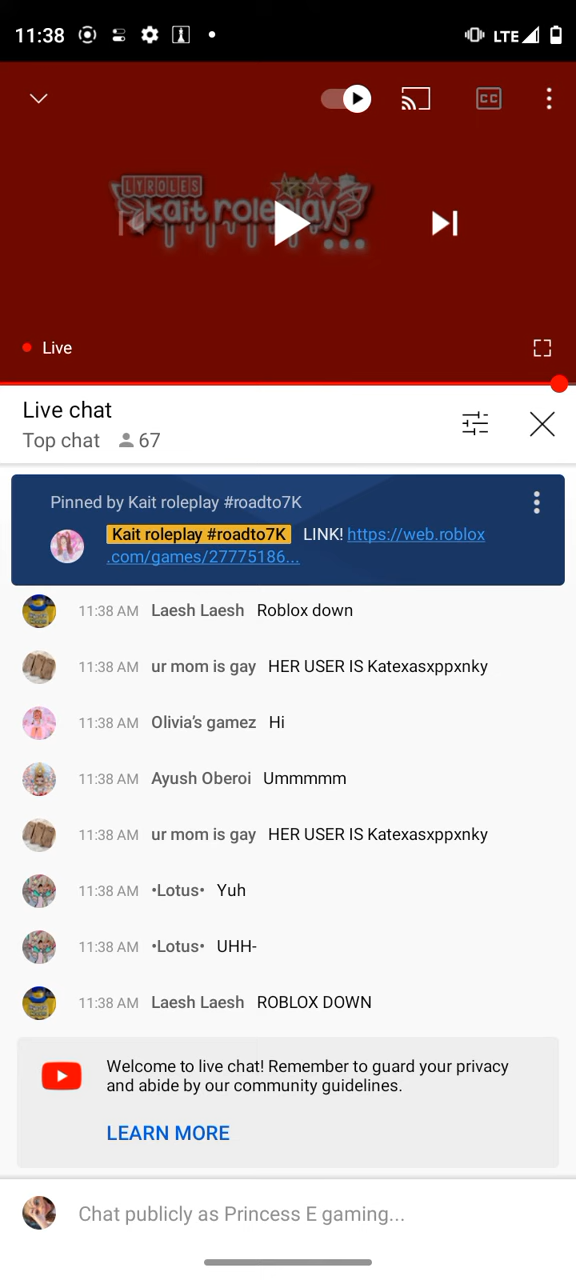 11:38
LTE
CC
LYROLES
kait roleplay
Live
Live chat
Top chat 67
Pinned by Kait roleplay #roadto7K
Kait roleplay #roadto7K LINK! https://web.roblox
.com/games/27775186...
11:38 AM Laesh Laesh Roblox down
11:38 AM ur mom is gay HER USER IS Katexasxppxnky
11:38 AM Olivia’s gamez Hi
11:38 AM Ayush Oberoi Ummmmm
11:38 AM ur mom is gay HER USER IS Katexasxppxnky
11:38 AM •Lotus• Yuh
11:38 AM •Lotus• UHH-
11:38 AM Laesh Laesh ROBLOX DOWN
Welcome to live chat! Remember to guard your privacy
and abide by our community guidelines.
LEARN MORE
Chat publicly as Princess E gaming...